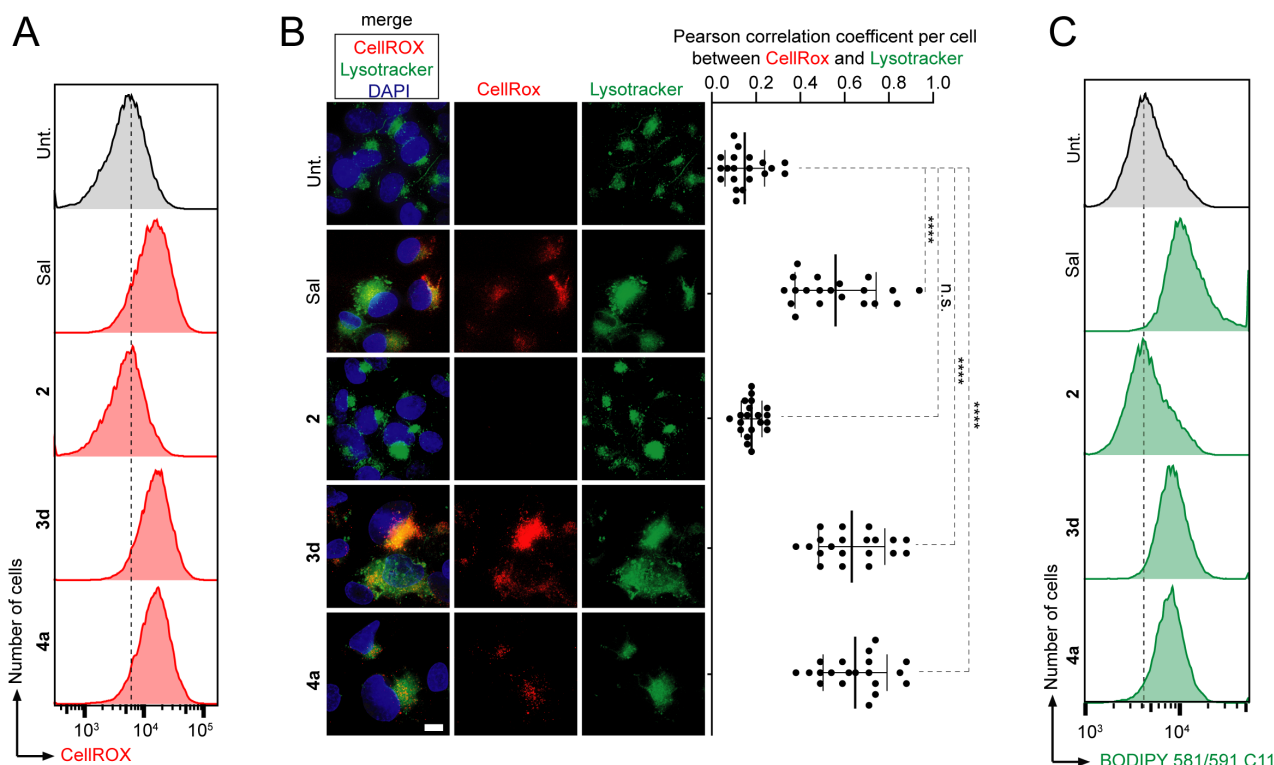 A
Unt.
Sal
2
3d
4a
Number of cells
10³ 10⁴ 10⁵
CellROX
B
merge
CellROX
Lysotracker
DAPI
CellRox
Lysotracker
Pearson correlation coefficent per cell
between CellRox and Lysotracker
0.0 0.2 0.4 0.6 0.8 1.0
Unt.
Sal
2
3d
4a
****
n.s.
****
****
C
Unt.
Sal
2
3d
4a
Number of cells
10³ 10⁴
BODIPY 581/591 C11